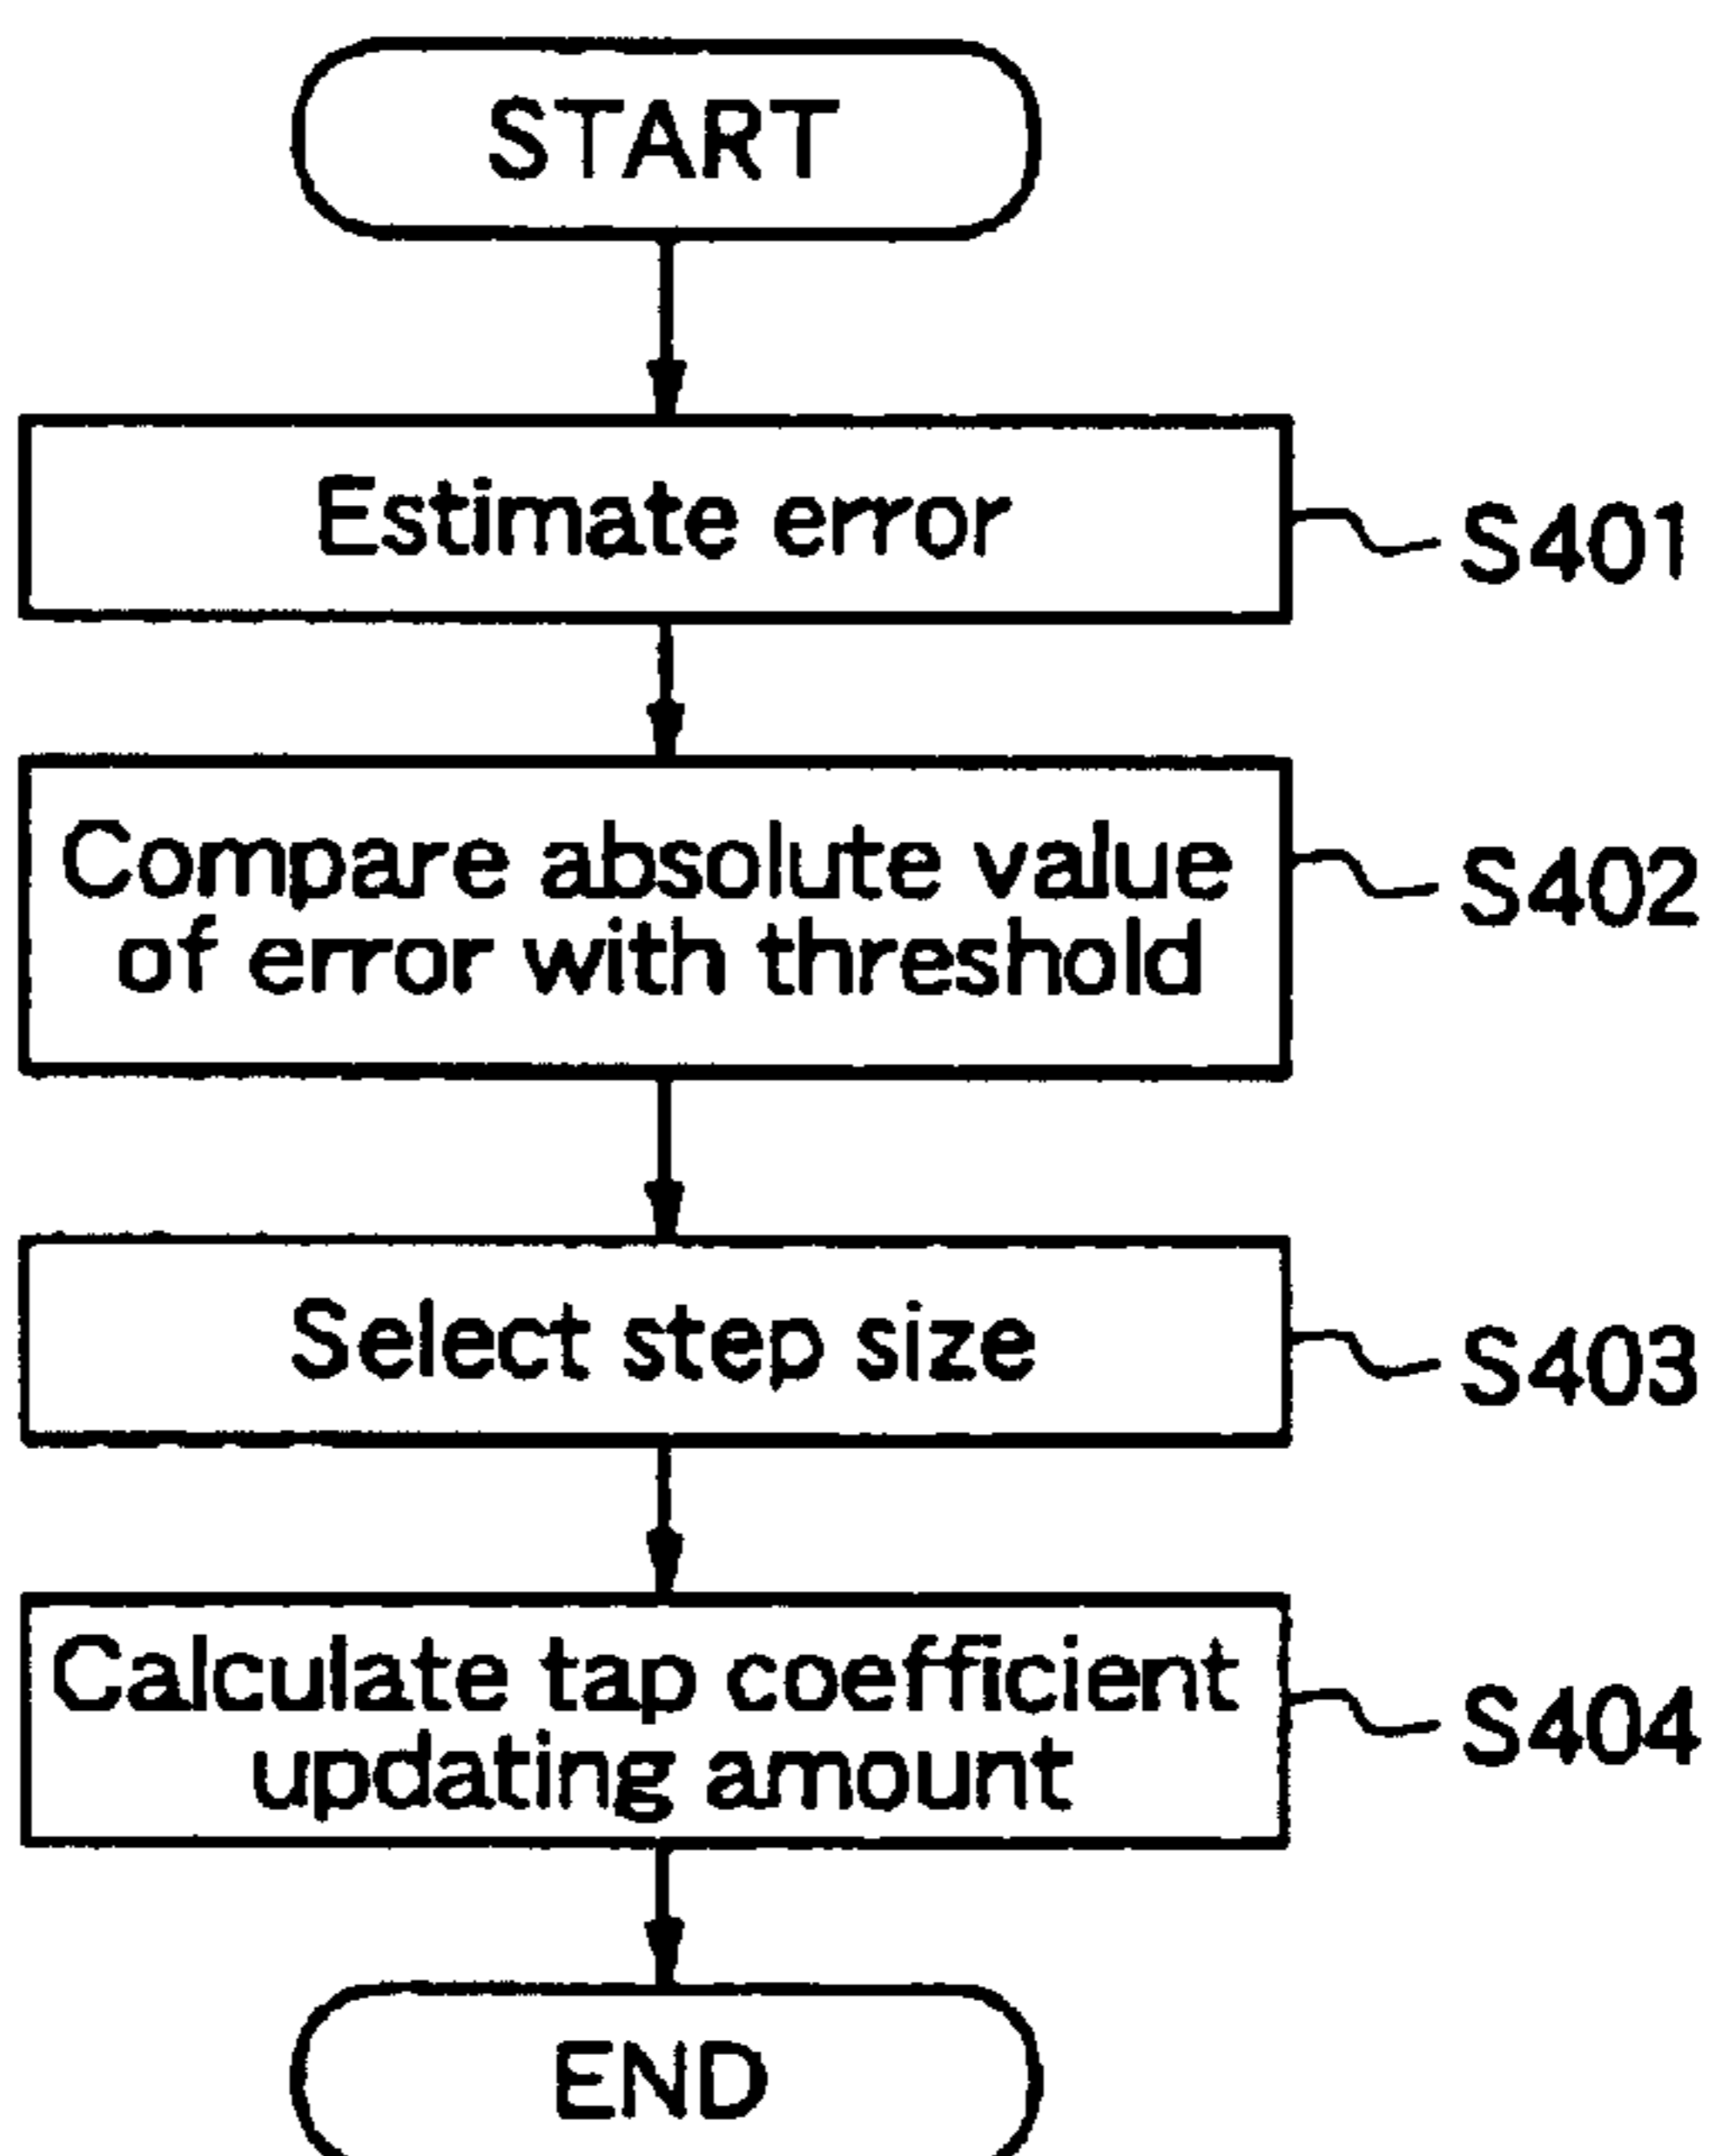 START
Estimate error
S401
Compare absolute value
of error with threshold
S402
Select step size
S403
Calculate tap coefficient
updating amount
S404
END